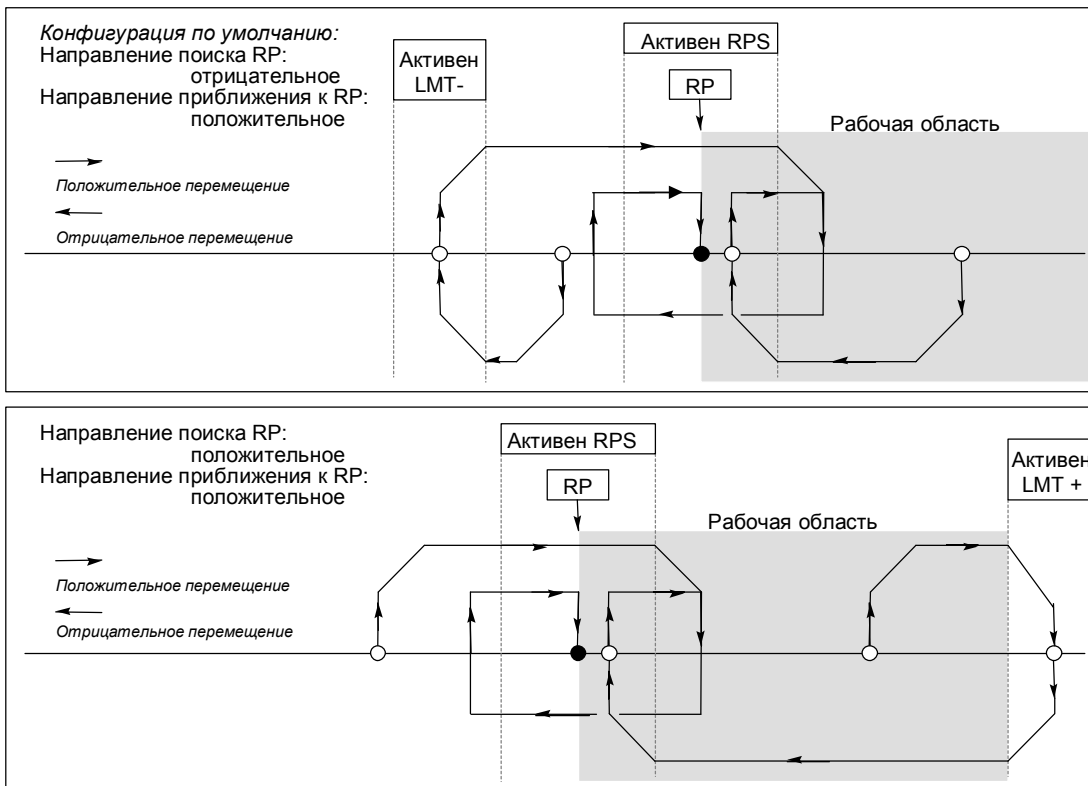 Конфигурация по умолчанию:
Направление поиска RP:
отрицательное
Направление приближения к RP:
положительное
Положительное перемещение
Отрицательное перемещение
Активен
LMT-
Активен RPS
RP
Рабочая область
Направление поиска RP:
положительное
Направление приближения к RP:
положительное
Положительное перемещение
Отрицательное перемещение
Активен RPS
RP
Рабочая область
Активен
LMT +